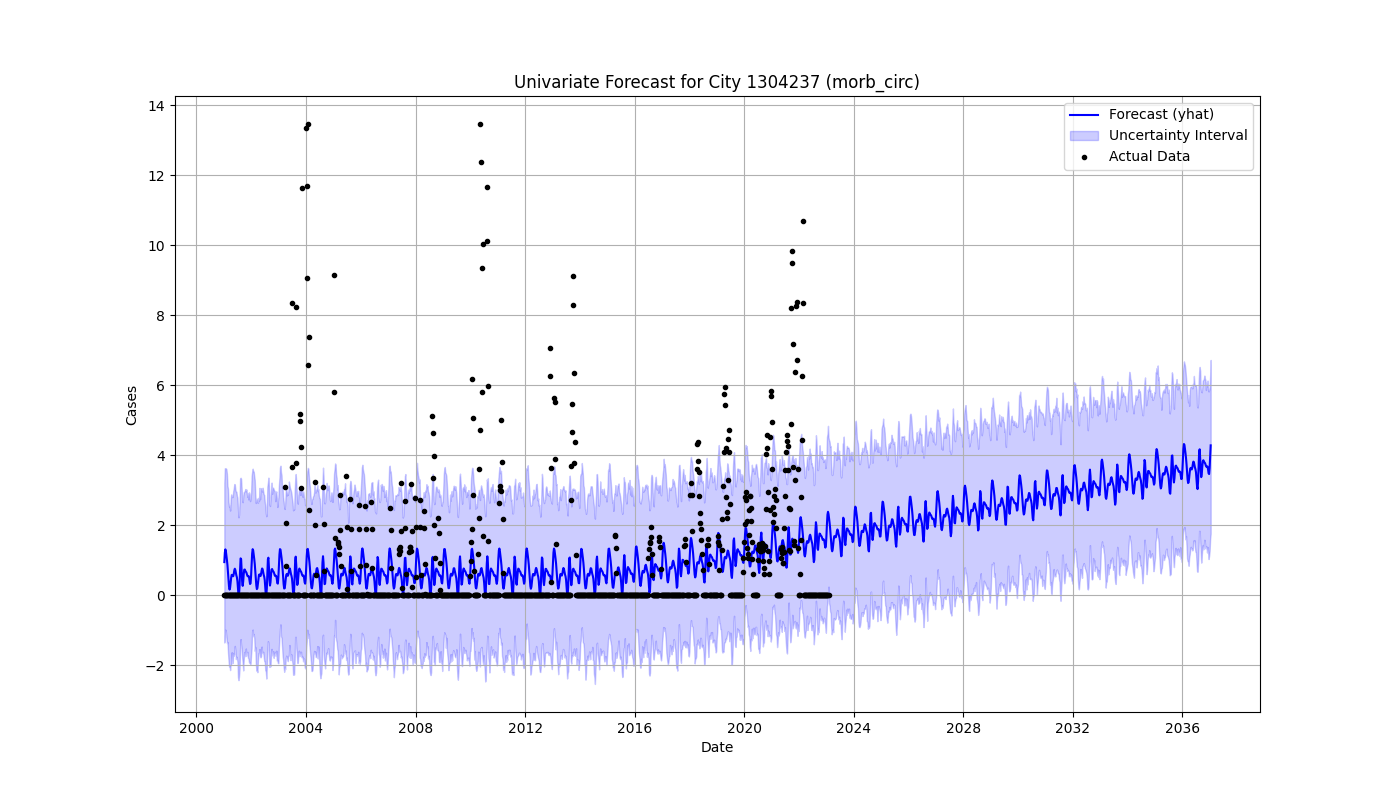 Univariate Forecast for City 1304237 (morb_circ)
Forecast (yhat)
Uncertainty Interval
Actual Data
Cases
14
12
10
8
6
4
2
0
−2
2000 2004 2008 2012 2016 2020 2024 2028 2032 2036
Date